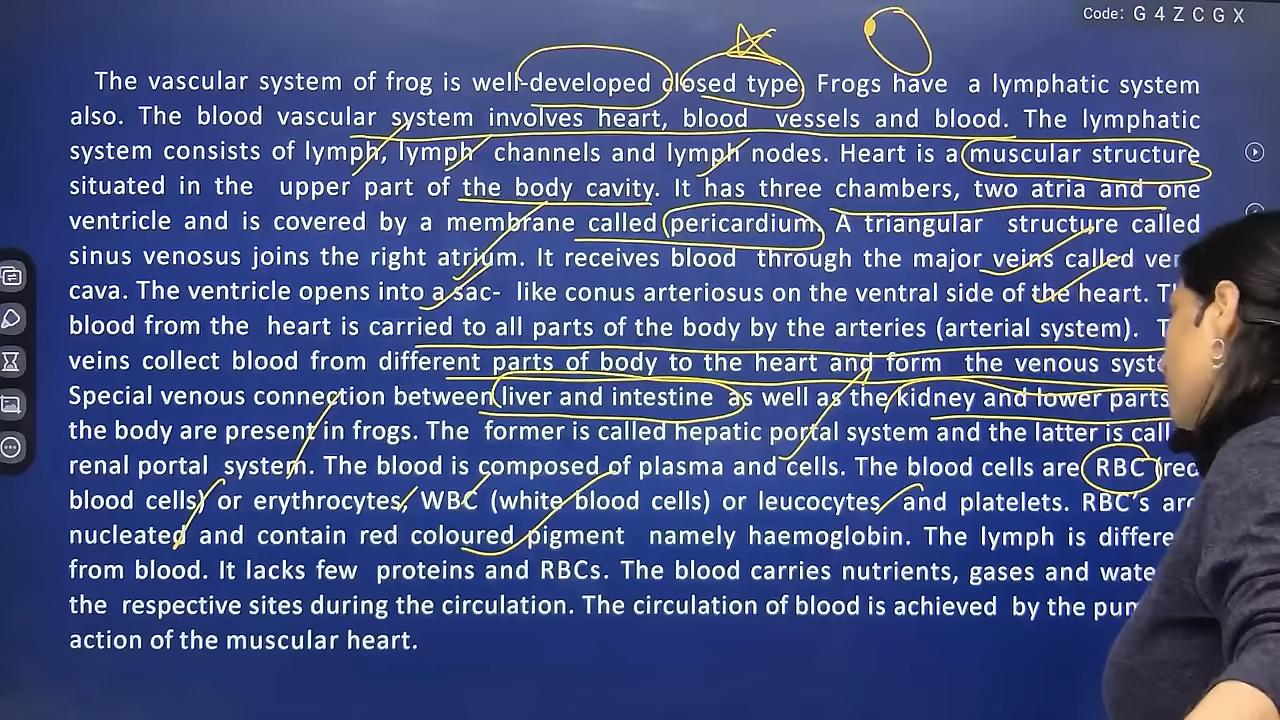 Code: G 4 Z C G X
The vascular system of frog is well-developed closed type. Frogs have a lymphatic system
also. The blood vascular system involves heart, blood vessels and blood. The lymphatic
system consists of lymph, lymph channels and lymph nodes. Heart is a muscular structure
situated in the upper part of the body cavity. It has three chambers, two atria and one
ventricle and is covered by a membrane called pericardium. A triangular structure called
sinus venosus joins the right atrium. It receives blood through the major veins called
cava. The ventricle opens into a sac- like conus arteriosus on the ventral side of the heart.
blood from the heart is carried to all parts of the body by the arteries (arterial system).
veins collect blood from different parts of body to the heart and form the venous
Special venous connection between liver and intestine as well as the kidney and lower parts
the body are present in frogs. The former is called hepatic portal system and the latter is
renal portal system. The blood is composed of plasma and cells. The blood cells are RBC (red
blood cells) or erythrocytes, WBC (white blood cells) or leucocytes and platelets. RBC's are
nucleated and contain red coloured pigment namely haemoglobin. The lymph is
from blood. It lacks few proteins and RBCs. The blood carries nutrients, gases and
the respective sites during the circulation. The circulation of blood is achieved by the
action of the muscular heart.